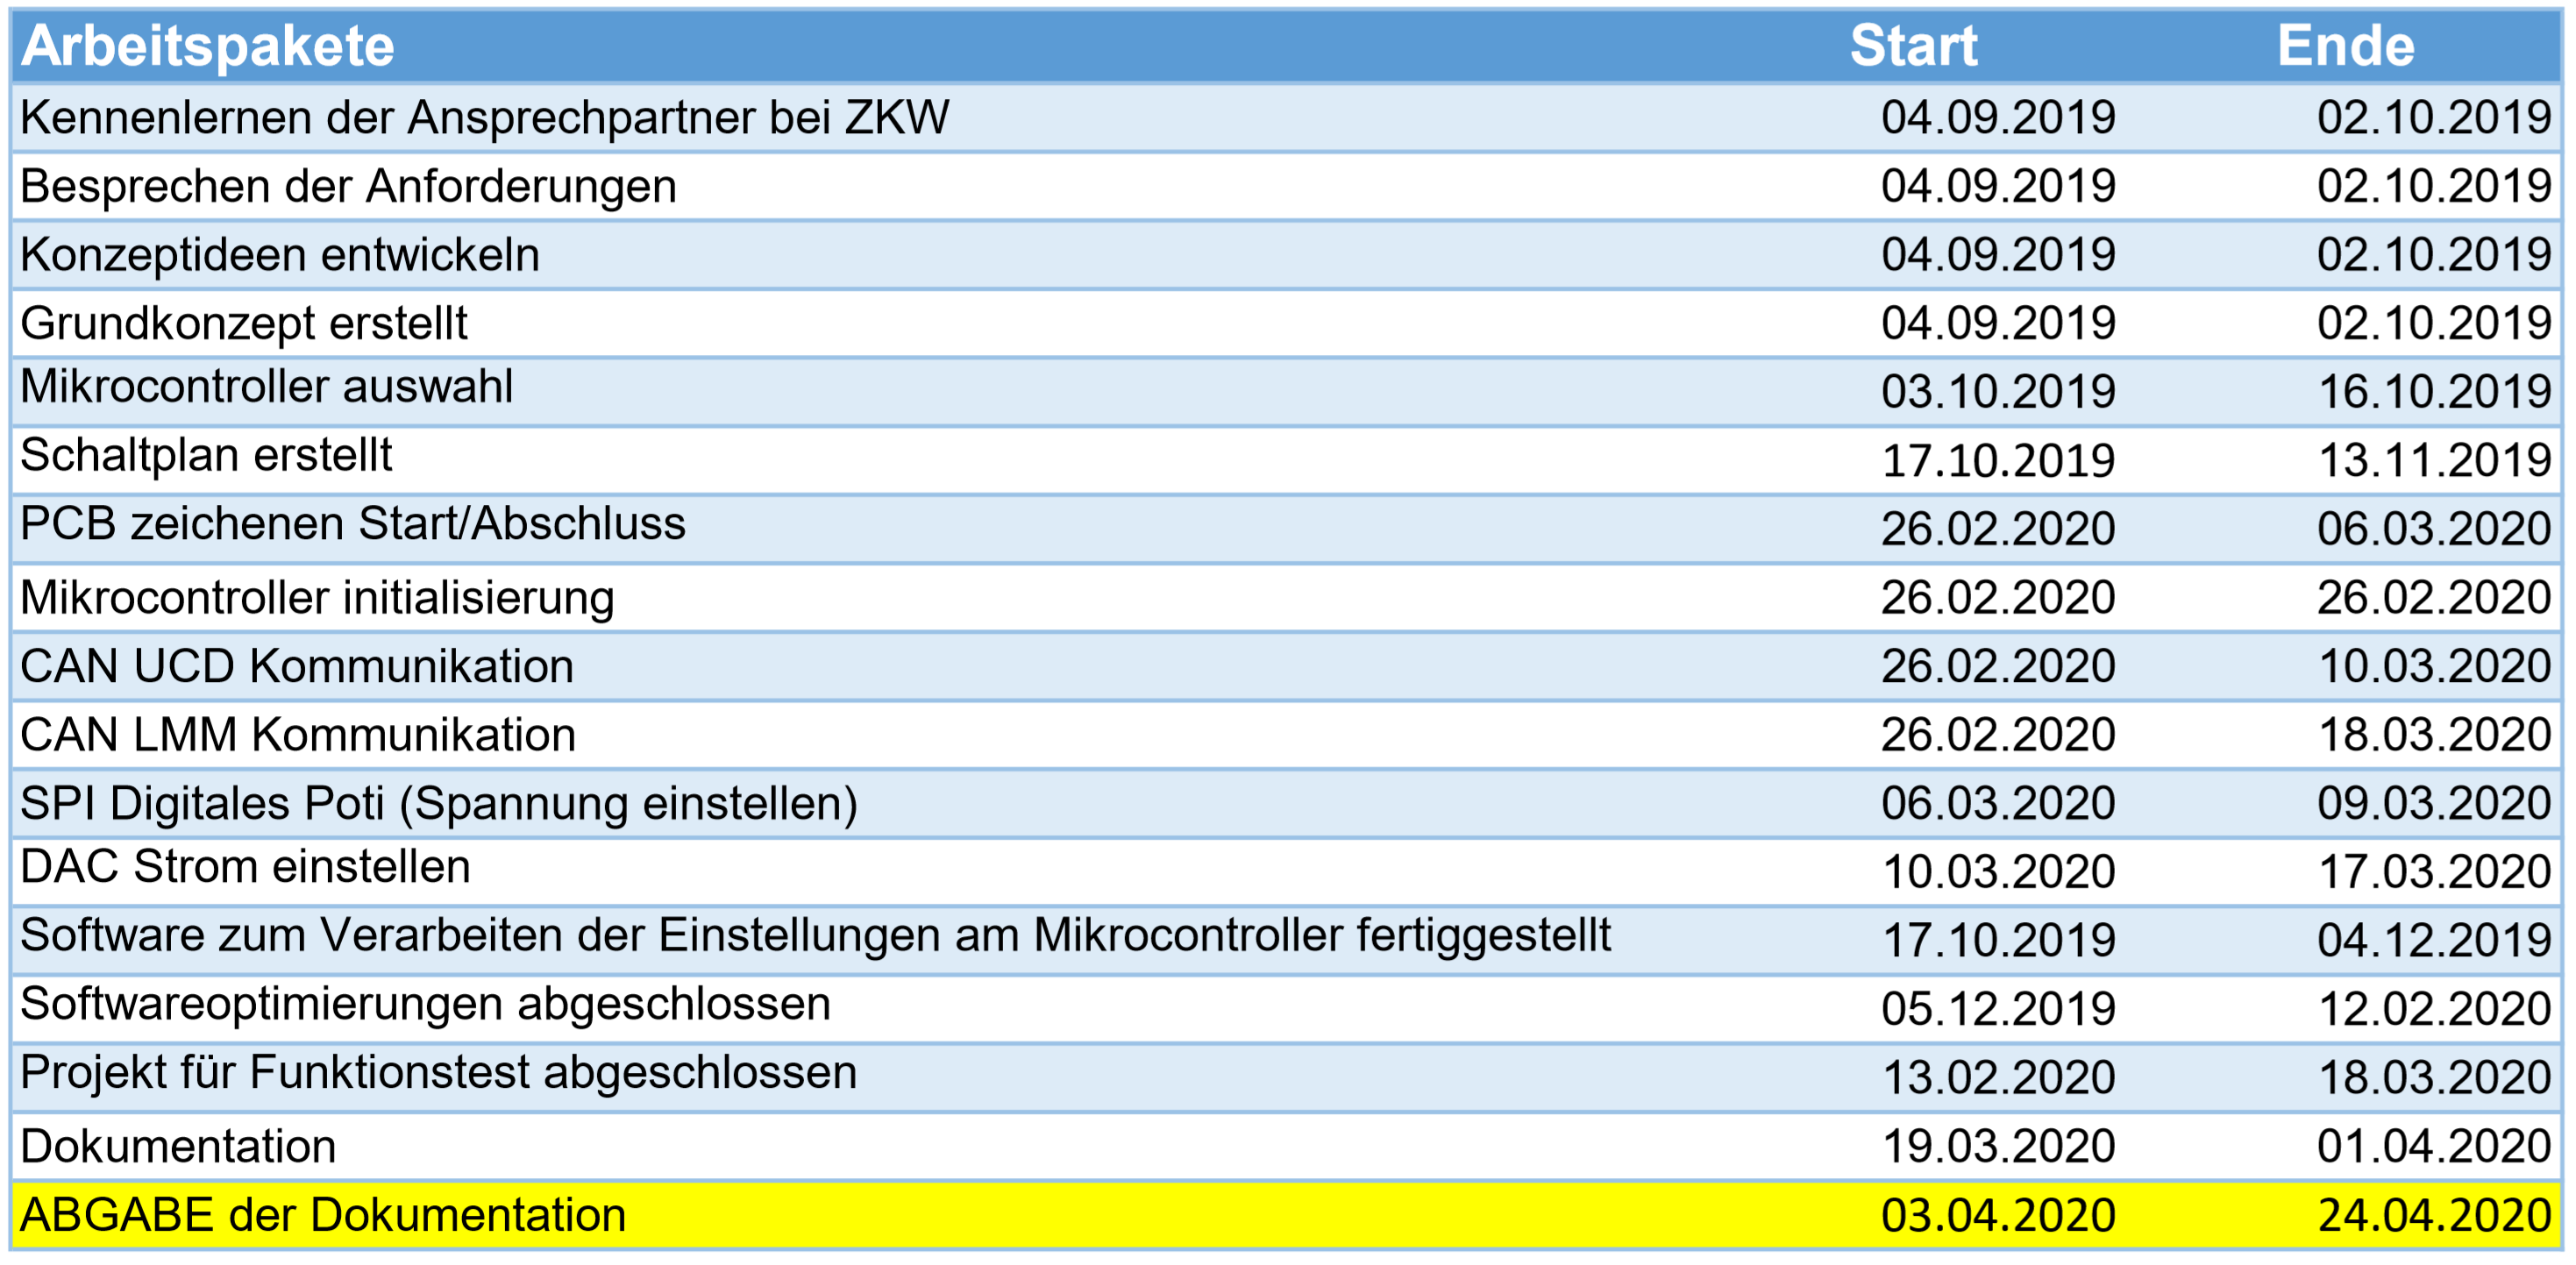 Arbeitspakete Start Ende
Kennenlernen der Ansprechpartner bei ZKW 04.09.2019 02.10.2019
Besprechen der Anforderungen 04.09.2019 02.10.2019
Konzeptideen entwickeln 04.09.2019 02.10.2019
Grundkonzept erstellt 04.09.2019 02.10.2019
Mikrocontroller auswahl 03.10.2019 16.10.2019
Schaltplan erstellt 17.10.2019 13.11.2019
PCB zeichenen Start/Abschluss 26.02.2020 06.03.2020
Mikrocontroller initialisierung 26.02.2020 26.02.2020
CAN UCD Kommunikation 26.02.2020 10.03.2020
CAN LMM Kommunikation 26.02.2020 18.03.2020
SPI Digitales Poti (Spannung einstellen) 06.03.2020 09.03.2020
DAC Strom einstellen 10.03.2020 17.03.2020
Software zum Verarbeiten der Einstellungen am Mikrocontroller fertiggestellt 17.10.2019 04.12.2019
Softwareoptimierungen abgeschlossen 05.12.2019 12.02.2020
Projekt für Funktionstest abgeschlossen 13.02.2020 18.03.2020
Dokumentation 19.03.2020 01.04.2020
ABGABE der Dokumentation 03.04.2020 24.04.2020